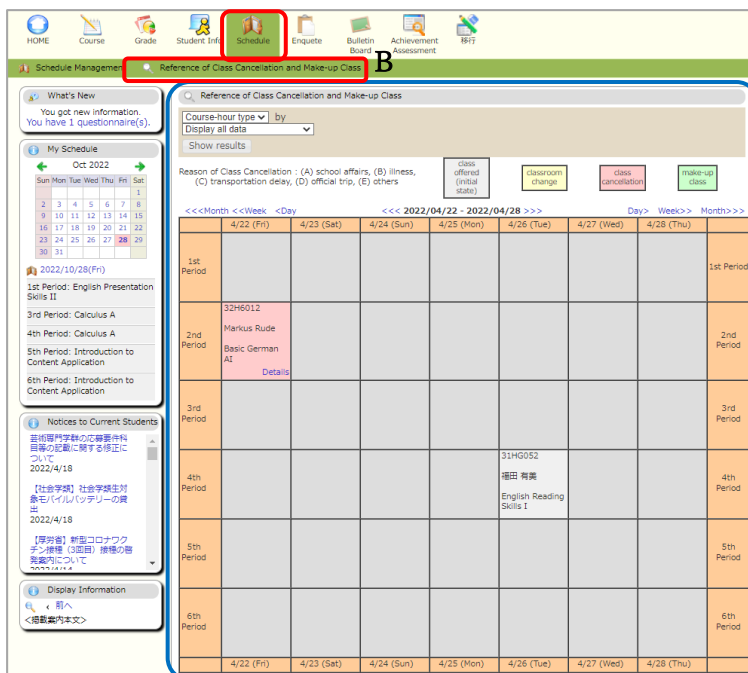 HOME
Course
Grade
Student Info
Schedule
Enquete
Bulletin Board
Achievement Assessment
移行
Schedule Management
Reference of Class Cancellation and Make-up Class
B
What's New
You got new information.
You have 1 questionnaire(s).
My Schedule
Oct 2022
Sun Mon Tue Wed Thu Fri Sat
1
2 3 4 5 6 7 8
9 10 11 12 13 14 15
16 17 18 19 20 21 22
23 24 25 26 27 28 29
30 31
2022/10/28(Fri)
1st Period: English Presentation
Skills II
3rd Period: Calculus A
4th Period: Calculus A
5th Period: Introduction to
Content Application
6th Period: Introduction to
Content Application
Notices to Current Students
芸術専門学群の応募要件科
目等の記載に関する修正に
ついて
2022/4/18
【社会学類】社会学類生対
象モバイルバッテリーの貸
出
2022/4/18
【厚労省】新型コロナワク
チン接種（3回目）接種の啓
発案内について
2022/4/18
Display Information
‹ 前へ
<掲載案内本文>
Reference of Class Cancellation and Make-up Class
Course-hour type by
Display all data
Show results
Reason of Class Cancellation : (A) school affairs, (B) illness,
(C) transportation delay, (D) official trip, (E) others
class
offered
(initial
state)
classroom
change
class
cancellation
make-up
class
<<<Month <<Week <Day <<< 2022/04/22 - 2022/04/28 >>> Day> Week>> Month>>>
4/22 (Fri) 4/23 (Sat) 4/24 (Sun) 4/25 (Mon) 4/26 (Tue) 4/27 (Wed) 4/28 (Thu)
1st
Period
1st Period
2nd
Period
32H6012
Markus Rude
Basic German
AI
Details
2nd
Period
3rd
Period
3rd
Period
4th
Period
31HG052
福田 有美
English Reading
Skills I
4th
Period
5th
Period
5th
Period
6th
Period
6th
Period
4/22 (Fri) 4/23 (Sat) 4/24 (Sun) 4/25 (Mon) 4/26 (Tue) 4/27 (Wed) 4/28 (Thu)